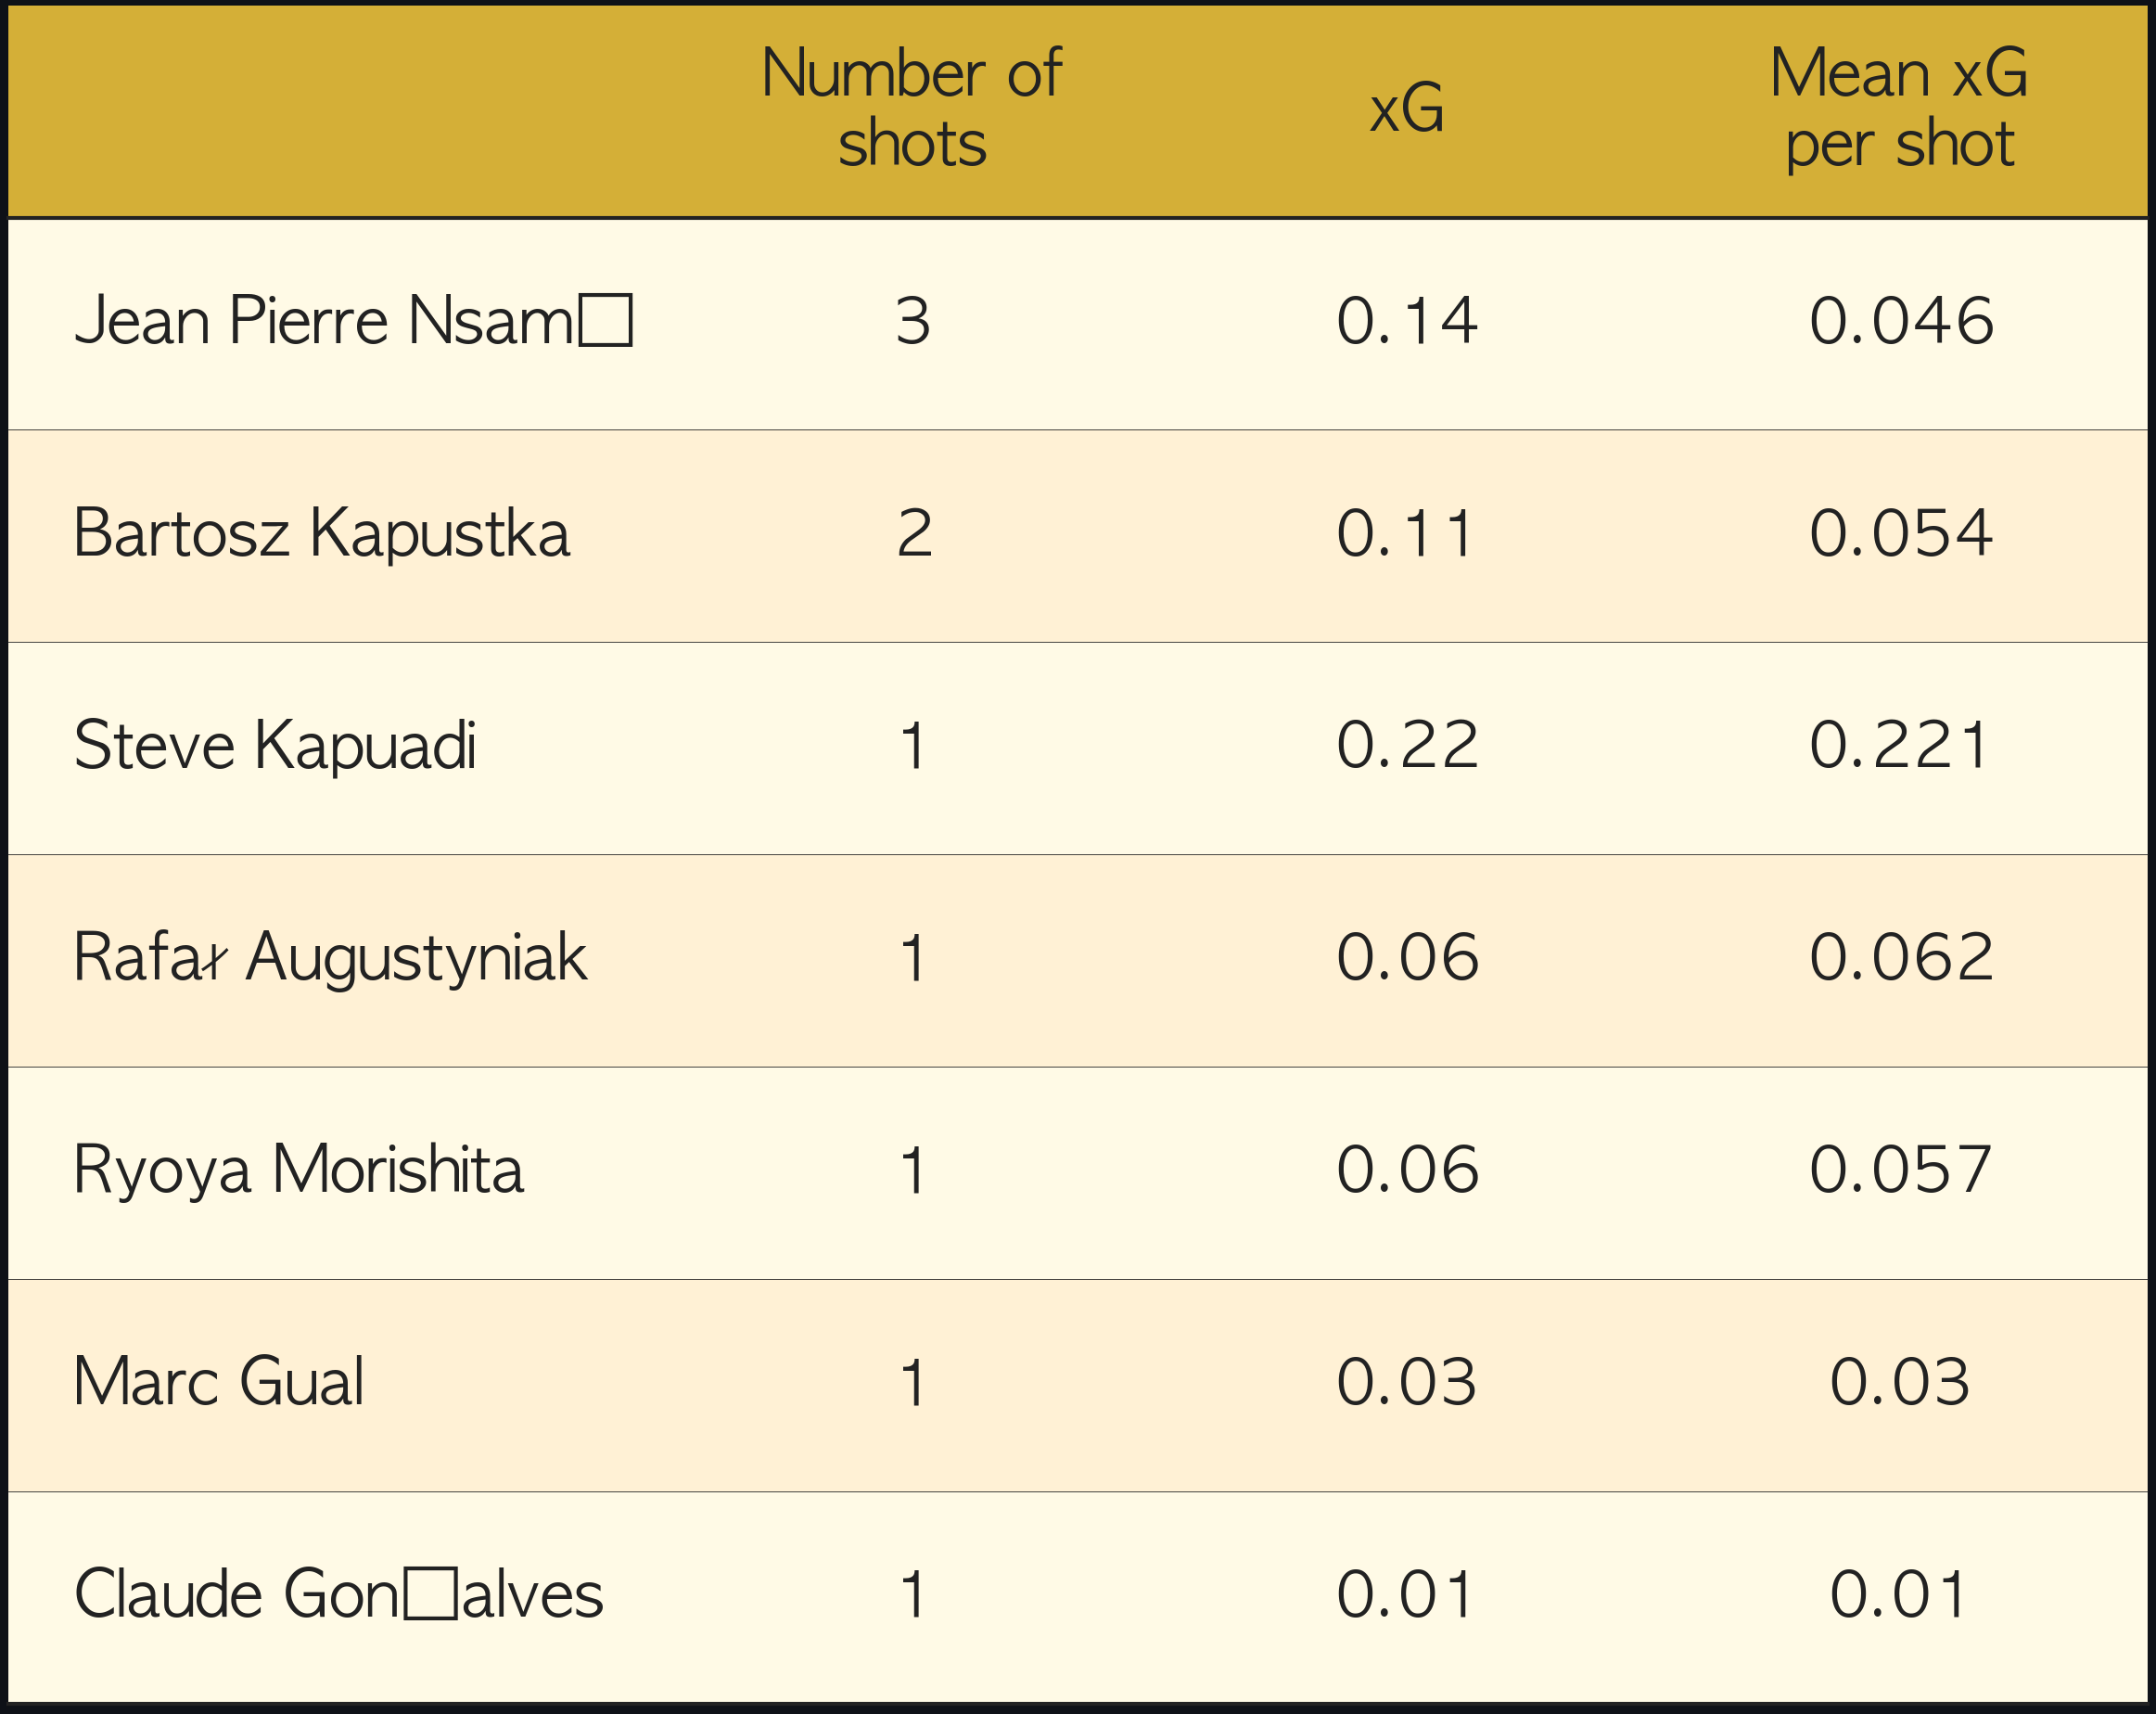 Number of shots xG Mean xG per shot
Jean Pierre Nsam□ 3 0.14 0.046
Bartosz Kapustka 2 0.11 0.054
Steve Kapuadi 1 0.22 0.221
Rafał Augustyniak 1 0.06 0.062
Ryoya Morishita 1 0.06 0.057
Marc Gual 1 0.03 0.03
Claude Gon□alves 1 0.01 0.01